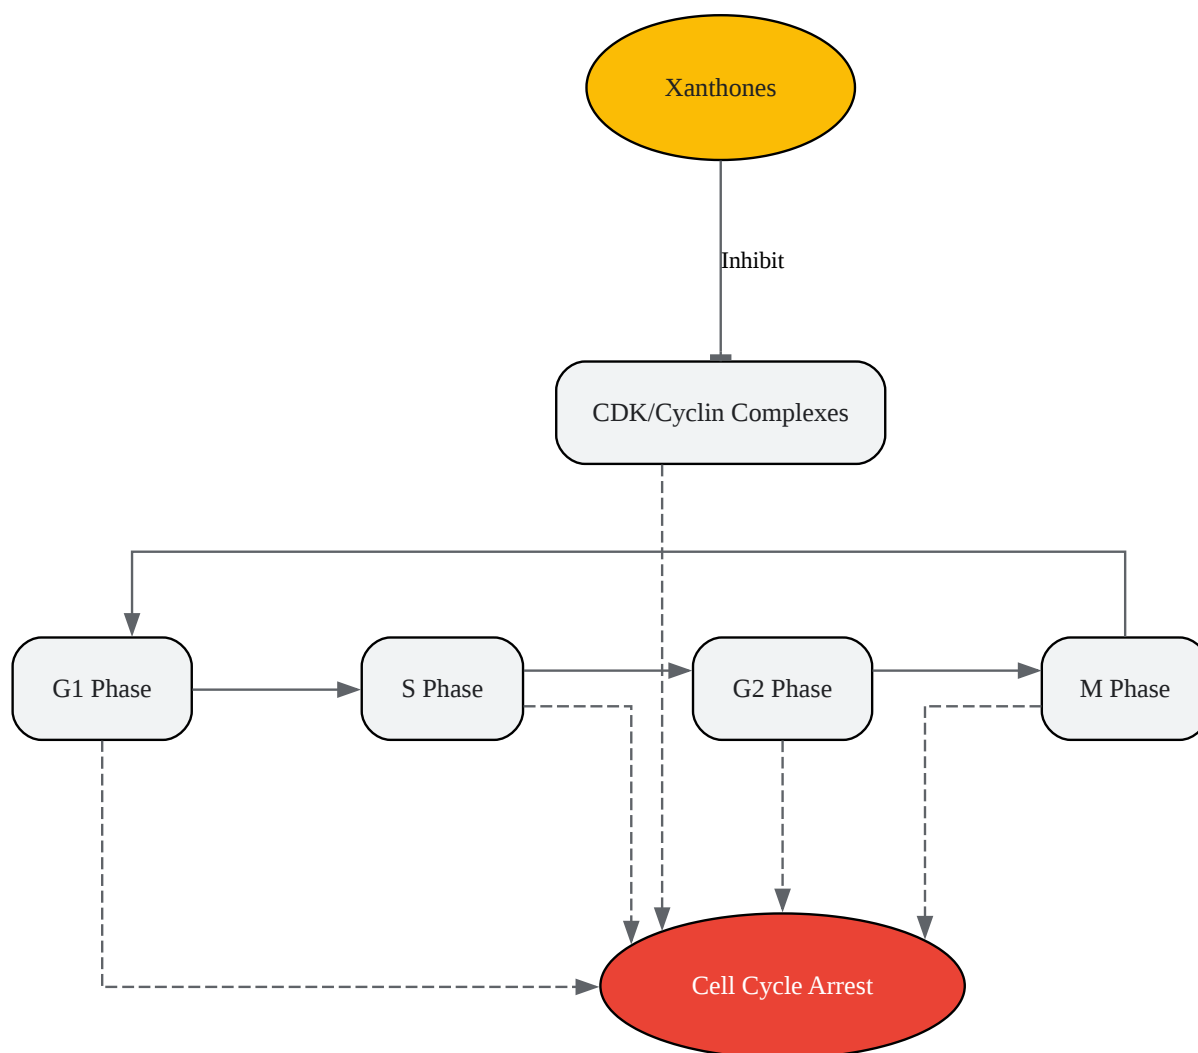 Xanthones
Inhibit
CDK/Cyclin Complexes
G1 Phase
S Phase
G2 Phase
M Phase
Cell Cycle Arrest